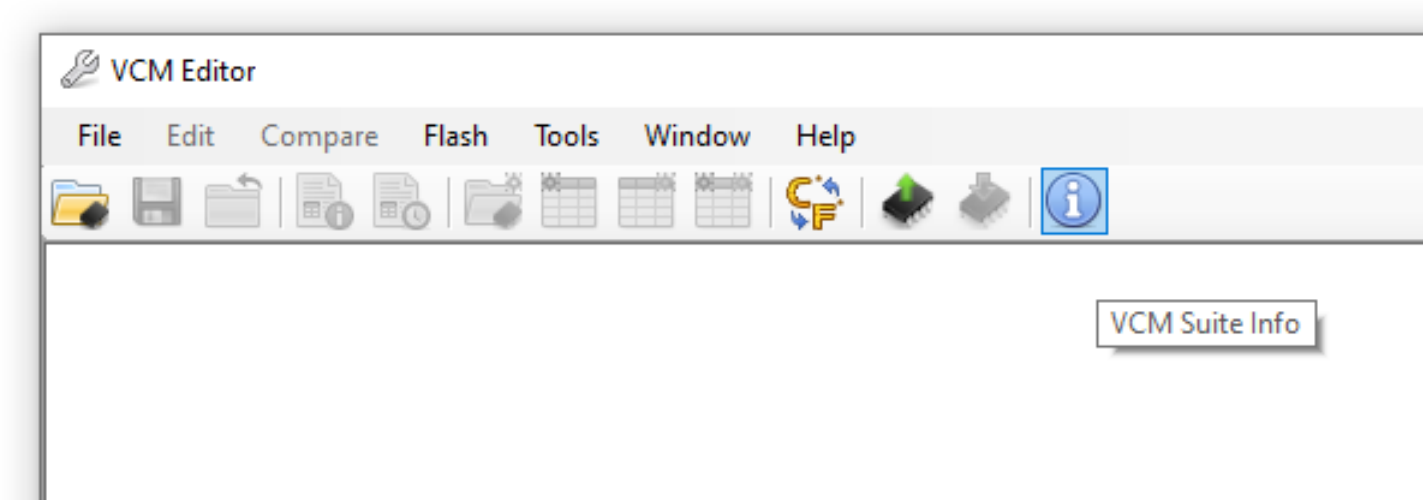 VCM Editor
File Edit Compare Flash Tools Window Help
VCM Suite Info